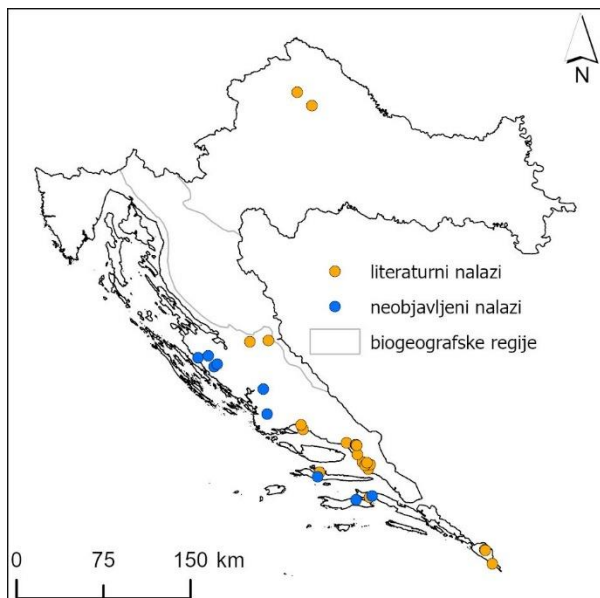 N
literaturni nalazi
neobjavljeni nalazi
biogeografske regije
0 75 150 km